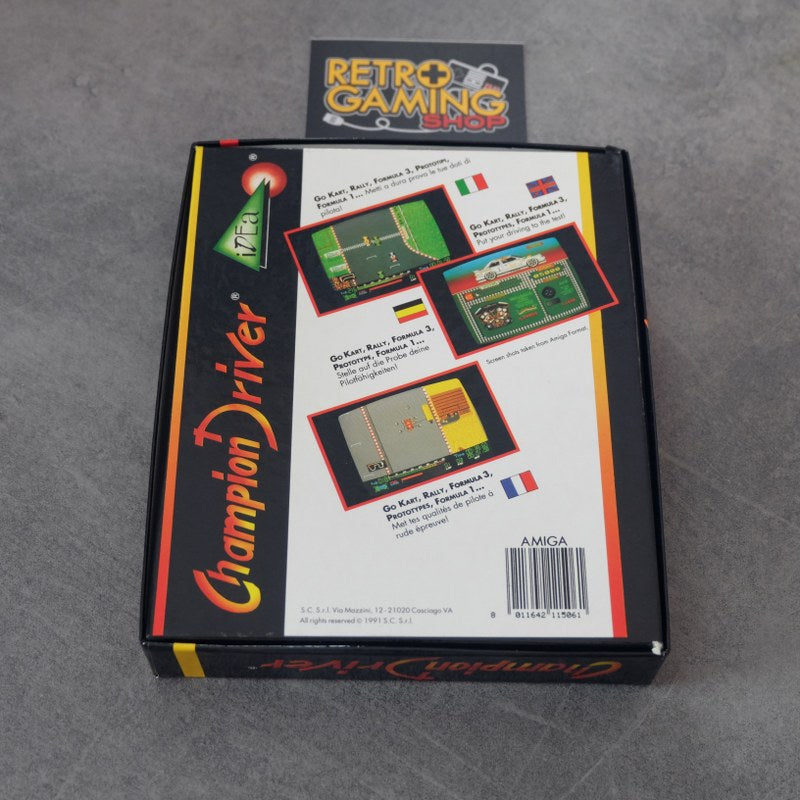 RETRO
GAMING
SHOP
iDEa®
Champion Driver®
Go Kart, Rally, Formula 3, Prototipi,
Formula 1... Metti a dura prova le tue doti di
pilota!
Go Kart, Rally, Formula 3,
Prototypes, Formula 1...
Put your driving to the test!
Screen shots taken from Amiga Format.
Go Kart, Rally, Formula 3,
Prototype, Formula 1...
Stelle auf die Probe deine
Pilotfähigkeiten!
Go Kart, Rally, Formula 3,
Prototypes, Formula 1...
Met tes qualités de pilote à
rude épreuve!
AMIGA
8 011642 115061
S.C. S.r.l. Via Mazzini, 12 - 21020 Casciago VA
All rights reserved © 1991 S.C. S.r.l.
Champion Driver®